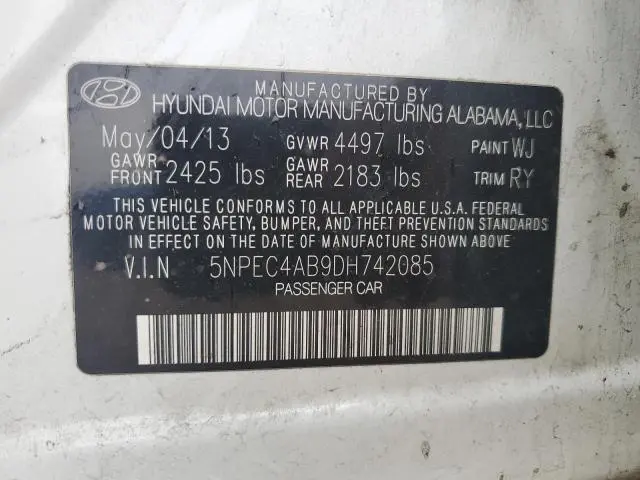 MANUFACTURED BY
HYUNDAI MOTOR MANUFACTURING ALABAMA, LLC
May/04/13 GVWR 4497 lbs PAINT WJ
GAWR FRONT 2425 lbs GAWR REAR 2183 lbs TRIM RY
THIS VEHICLE CONFORMS TO ALL APPLICABLE U.S.A. FEDERAL
MOTOR VEHICLE SAFETY, BUMPER, AND THEFT PREVENTION STANDARDS
IN EFFECT ON THE DATE OF MANUFACTURE SHOWN ABOVE
V.I.N 5NPEC4AB9DH742085
PASSENGER CAR